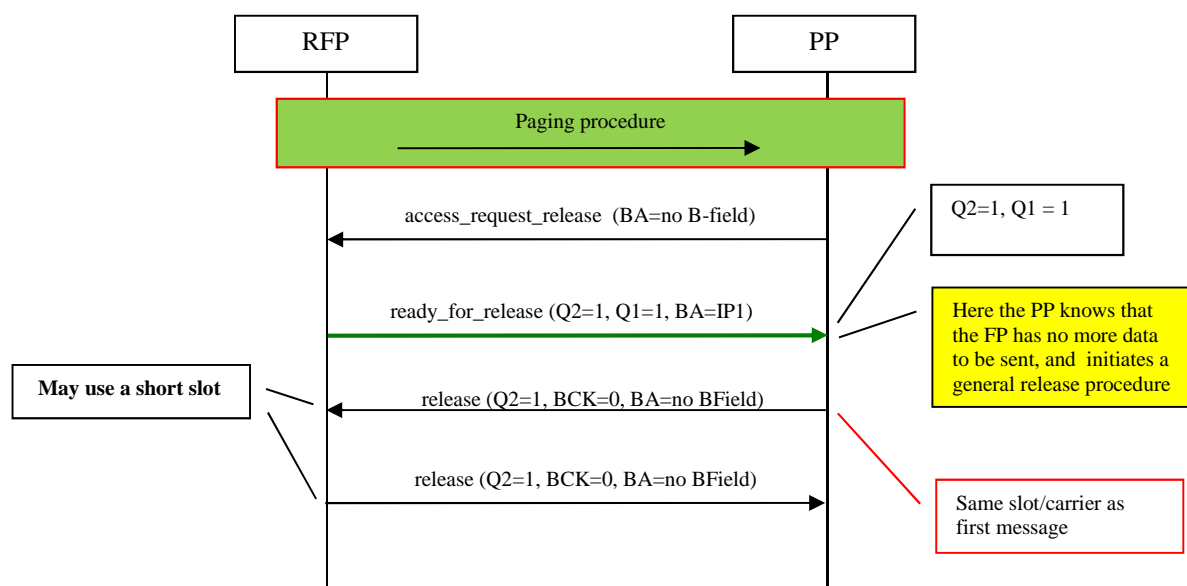 RFP
PP
Paging procedure
access_request_release (BA=no B-field)
Q2=1, Q1 = 1
ready_for_release (Q2=1, Q1=1, BA=IP1)
Here the PP knows that
the FP has no more data
to be sent, and initiates a
general release procedure
May use a short slot
release (Q2=1, BCK=0, BA=no BField)
release (Q2=1, BCK=0, BA=no BField)
Same slot/carrier as
first message